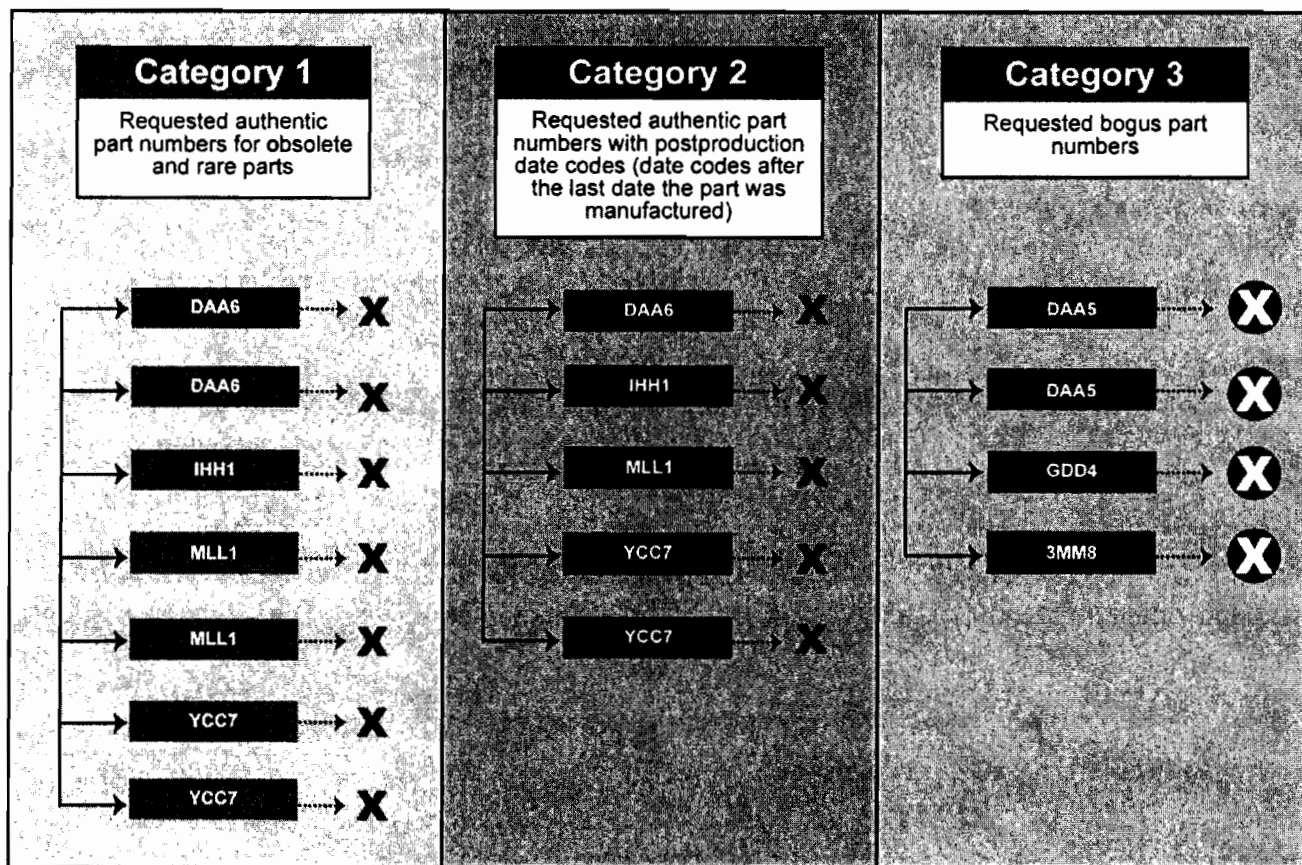 Category 1
Requested authentic
part numbers for obsolete
and rare parts
DAA6
X
DAA6
X
IHH1
X
MLL1
X
MLL1
X
YCC7
X
YCC7
X
Category 2
Requested authentic part
numbers with postproduction
date codes (date codes after
the last date the part was
manufactured)
DAA6
X
IHH1
X
MLL1
X
YCC7
X
YCC7
X
Category 3
Requested bogus part
numbers
DAA5
X
DAA5
X
GDD4
X
3MM8
X